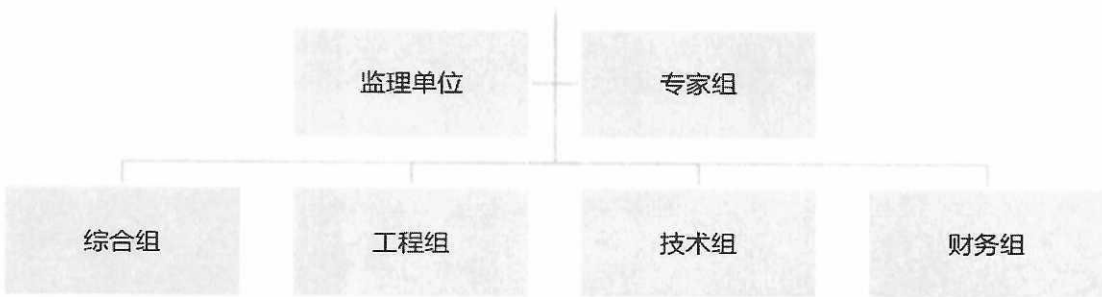 监理单位
专家组
综合组
工程组
技术组
财务组